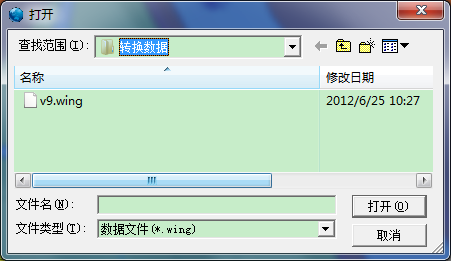 打开
查找范围(I): 转换数据
名称 修改日期
v9.wing 2012/6/25 10:27
文件名(N): 打开(O)
文件类型(T): 数据文件(*.wing) 取消